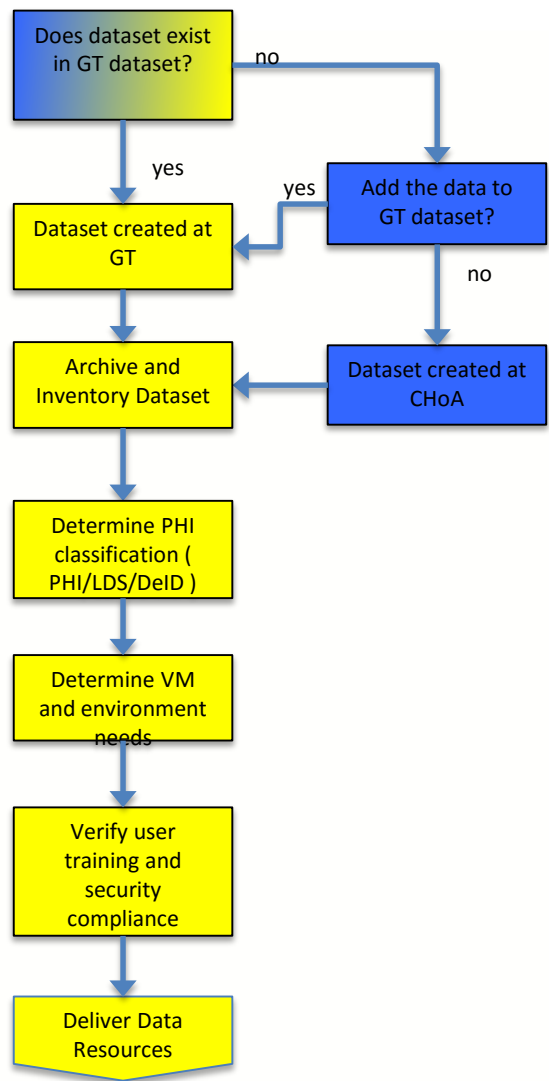 Does dataset exist
in GT dataset?
no
yes
yes
Add the data to
GT dataset?
Dataset created at
GT
no
Archive and
Inventory Dataset
Dataset created at
CHoA
Determine PHI
classification (
PHI/LDS/DeID )
Determine VM
and environment
needs
Verify user
training and
security
compliance
Deliver Data
Resources